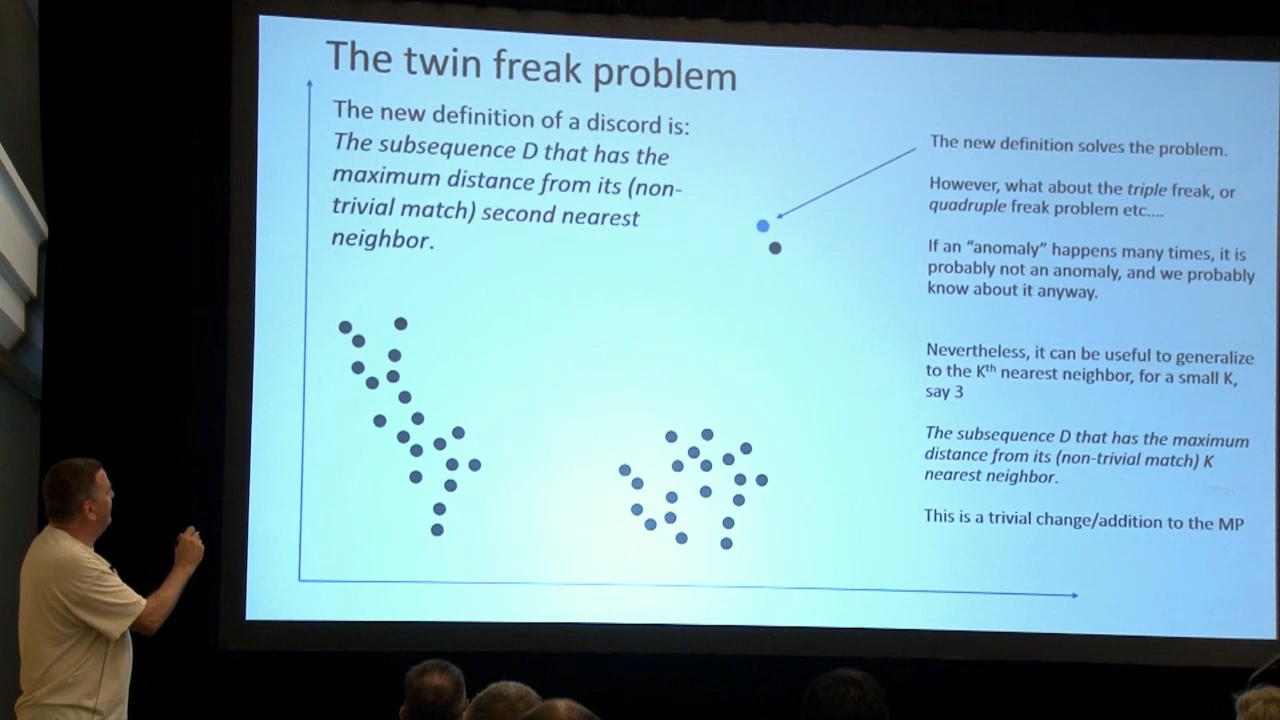 The twin freak problem
The new definition of a discord is:
The subsequence D that has the
maximum distance from its (non-
trivial match) second nearest
neighbor.
The new definition solves the problem.
However, what about the triple freak, or
quadruple freak problem etc....
If an “anomaly” happens many times, it is
probably not an anomaly, and we probably
know about it anyway.
Nevertheless, it can be useful to generalize
to the Kth nearest neighbor, for a small K,
say 3
The subsequence D that has the maximum
distance from its (non-trivial match) K
nearest neighbor.
This is a trivial change/addition to the MP